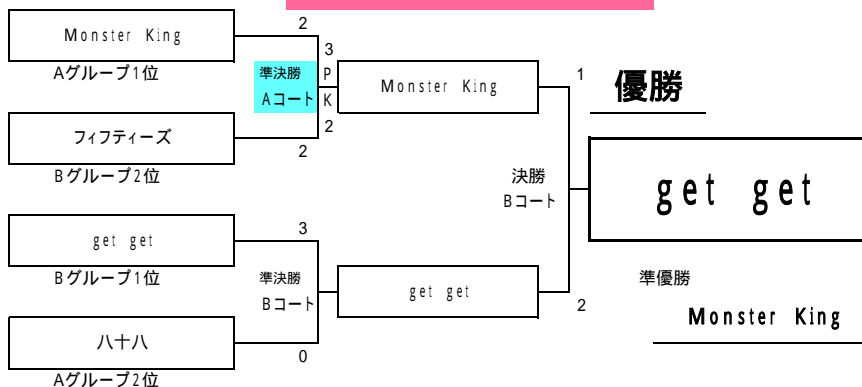 2
Monster King
3
Aグループ1位
準決勝
P
Aコート
K
Monster King
1
優勝
フィフティーズ
2
2
Bグループ2位
決勝
Bコート
get get
get get
3
Bグループ1位
準決勝
Bコート
get get
2
準優勝
Monster King
八十八
0
Aグループ2位